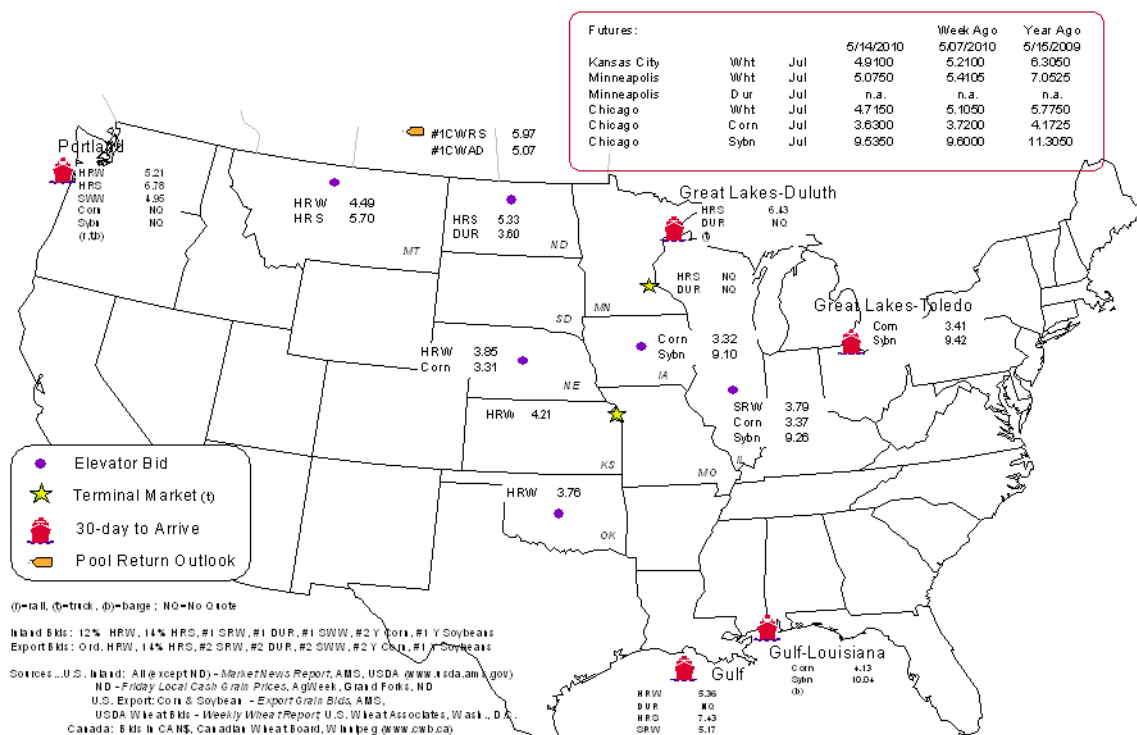 Futures: Week Ago Year Ago
5/14/2010 5/07/2010 5/15/2009
Kansas City Wht Jul 4.9100 5.2100 6.3050
Minneapolis Wht Jul 5.0750 5.4105 7.0525
Minneapolis Dur Jul n.a. n.a. n.a.
Chicago Wht Jul 4.7150 5.1050 5.7750
Chicago Corn Jul 3.6300 3.7200 4.1725
Chicago Sybn Jul 9.5350 9.6000 11.3050
#1CWRS 5.97
#1CWAD 5.07
Portland
HRW 5.21
HRS 6.78
SWW 4.95
Corn NQ
Sybn NQ
(r,t,b)
HRW 4.49
HRS 5.70
MT
HRS 5.33
DUR 3.60
ND
Great Lakes-Duluth
HRS 6.43
DUR NQ
(t)
HRS NQ
DUR NQ
MN
SD
Great Lakes-Toledo
Corn 3.41
Sybn 9.42
HRW 3.85
Corn 3.31
NE
Corn 3.32
Sybn 9.10
IA
HRW 4.21
KS
SRW 3.79
Corn 3.37
Sybn 9.26
IL
MO
HRW 3.76
OK
Elevator Bid
Terminal Market (t)
30-day to Arrive
Pool Return Outlook
(r)=rail, (t)=truck, (b)=barge; NQ=No Quote
Inland Bids: 12% HRW, 14% HRS, #1 SRW, #1 DUR, #1 SWW, #2 Y Corn, #1 Y Soybeans
Export Bids: Ord. HRW, 14% HRS, #2 SRW, #2 DUR, #2 SWW, #2 Y Corn, #1 Y Soybeans
Sources...U.S. Inland: All (except ND) - Market News Report, AMS, USDA (www.usda.ams.gov)
ND - Friday Local Cash Grain Prices, AgWeek, Grand Forks, ND
U.S. Export: Corn & Soybean - Export Grain Bids, AMS,
USDA Wheat Bids - Weekly Wheat Report, U.S. Wheat Associates, Wash., D.C.
Canada: Bids in CAN$, Canadian Wheat Board, Winnipeg (www.cwb.ca)
Gulf-Louisiana
Corn 4.13
Sybn 10.04
(b)
Gulf
HRW 5.36
DUR NQ
HRS 7.43
SRW 5.17